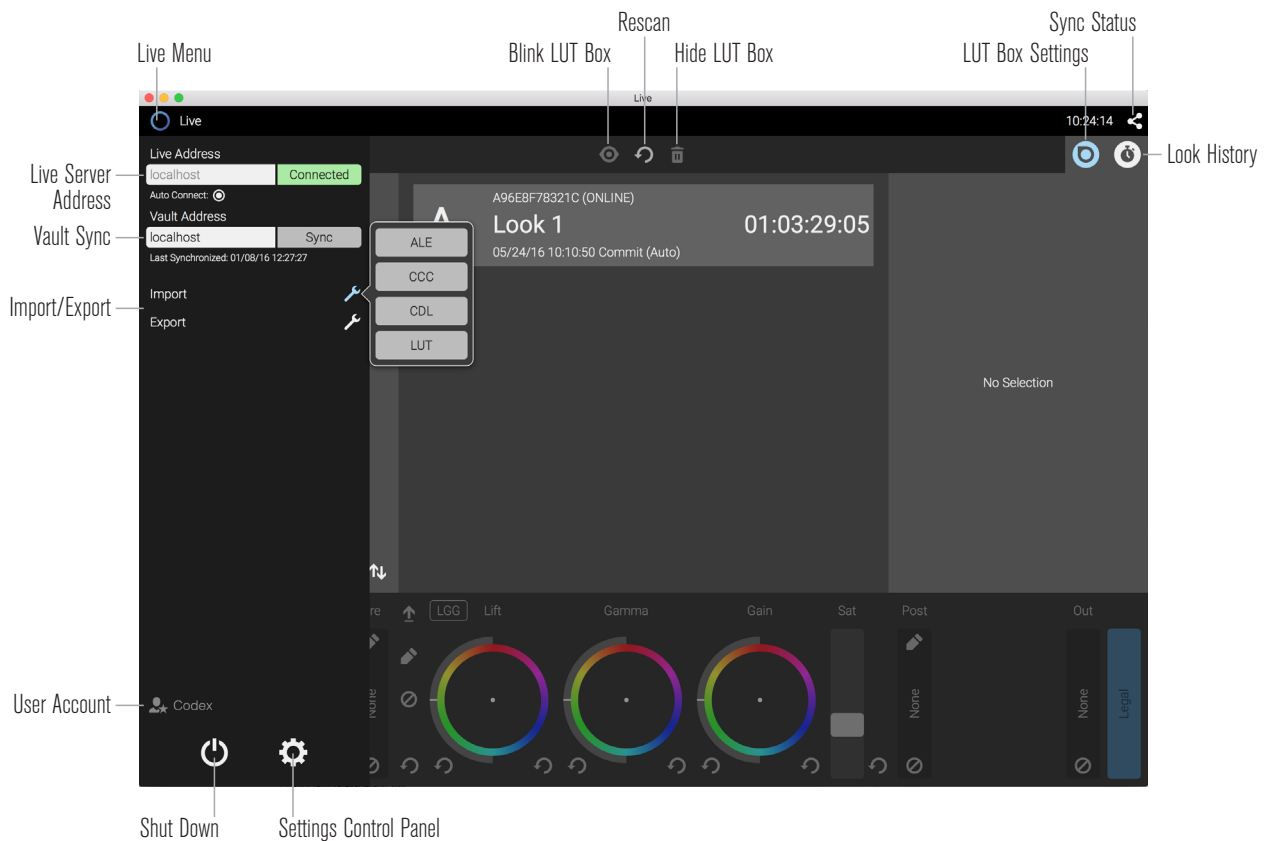 Rescan
Sync Status
Live Menu
Blink LUT Box
Hide LUT Box
LUT Box Settings
Live
Live
10:24:14
Live Address
localhost
Connected
Auto Connect:
Vault Address
localhost
Sync
Last Synchronized: 01/08/16 12:27:27
Import
Export
Live Server
Address
Vault Sync
Import/Export
Look History
ALE
CCC
CDL
LUT
A
A96E8F78321C (ONLINE)
Look 1
01:03:29:05
05/24/16 10:10:50 Commit (Auto)
No Selection
re
LGG
Lift
Gamma
Gain
Sat
Post
Out
None
None
None
Legal
User Account
Codex
Shut Down
Settings Control Panel